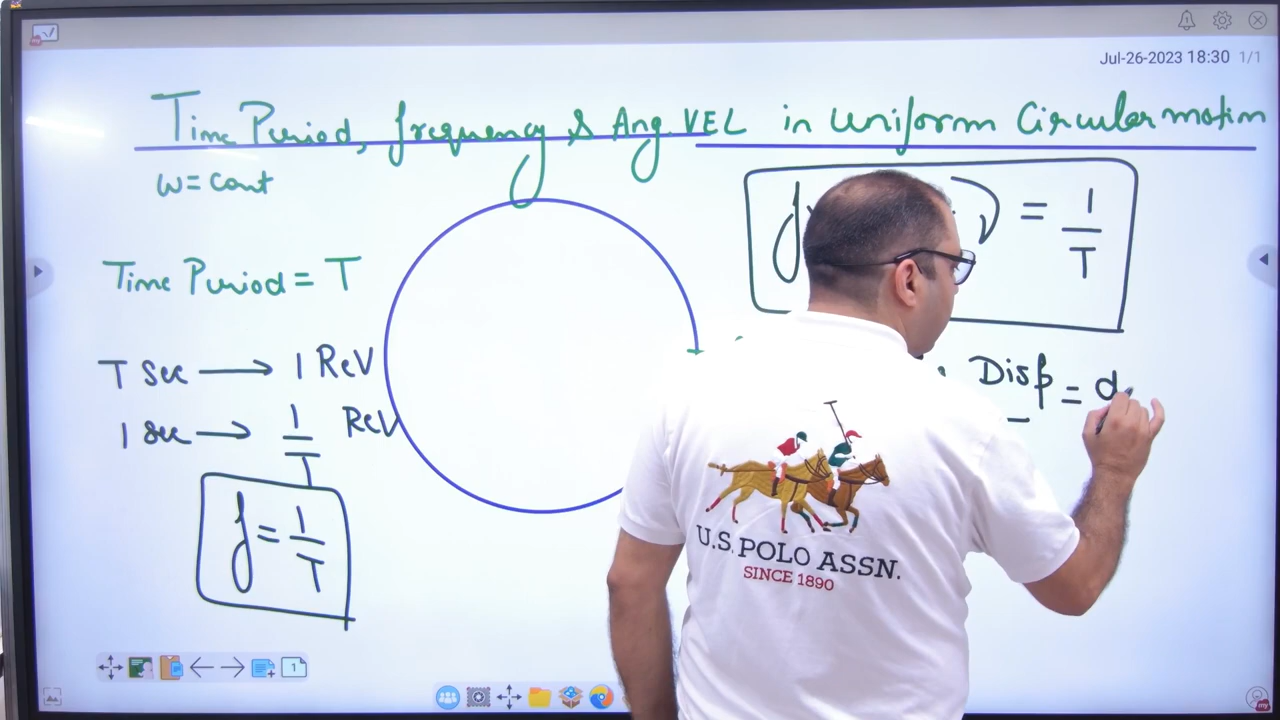 Jul-26-2023 18:30 1/1
Time Period, frequency & Ang. VEL in Uniform Circular motion
ω = cont
= 1/T
Time Period = T
T Sec → 1 ReV
1 sec → 1/T ReV
Disp = d
f = 1/T
U.S. POLO ASSN.
SINCE 1890
1